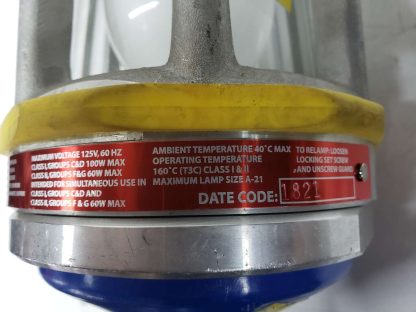 MAXIMUM VOLTAGE 125V, 60 HZ
CLASS I, GROUPS C&D 100W MAX
CLASS II, GROUPS F&G 60W MAX
INTENDED FOR SIMULTANEOUS USE IN
CLASS I, GROUPS C&D AND
CLASS II, GROUPS F & G 60W MAX
AMBIENT TEMPERATURE 40°C MAX
OPERATING TEMPERATURE
160°C (T3C) CLASS I & II
MAXIMUM LAMP SIZE A-21
TO RELAMP: LOOSEN
LOCKING SET SCREW
AND UNSCREW GUARD
DATE CODE: 1821